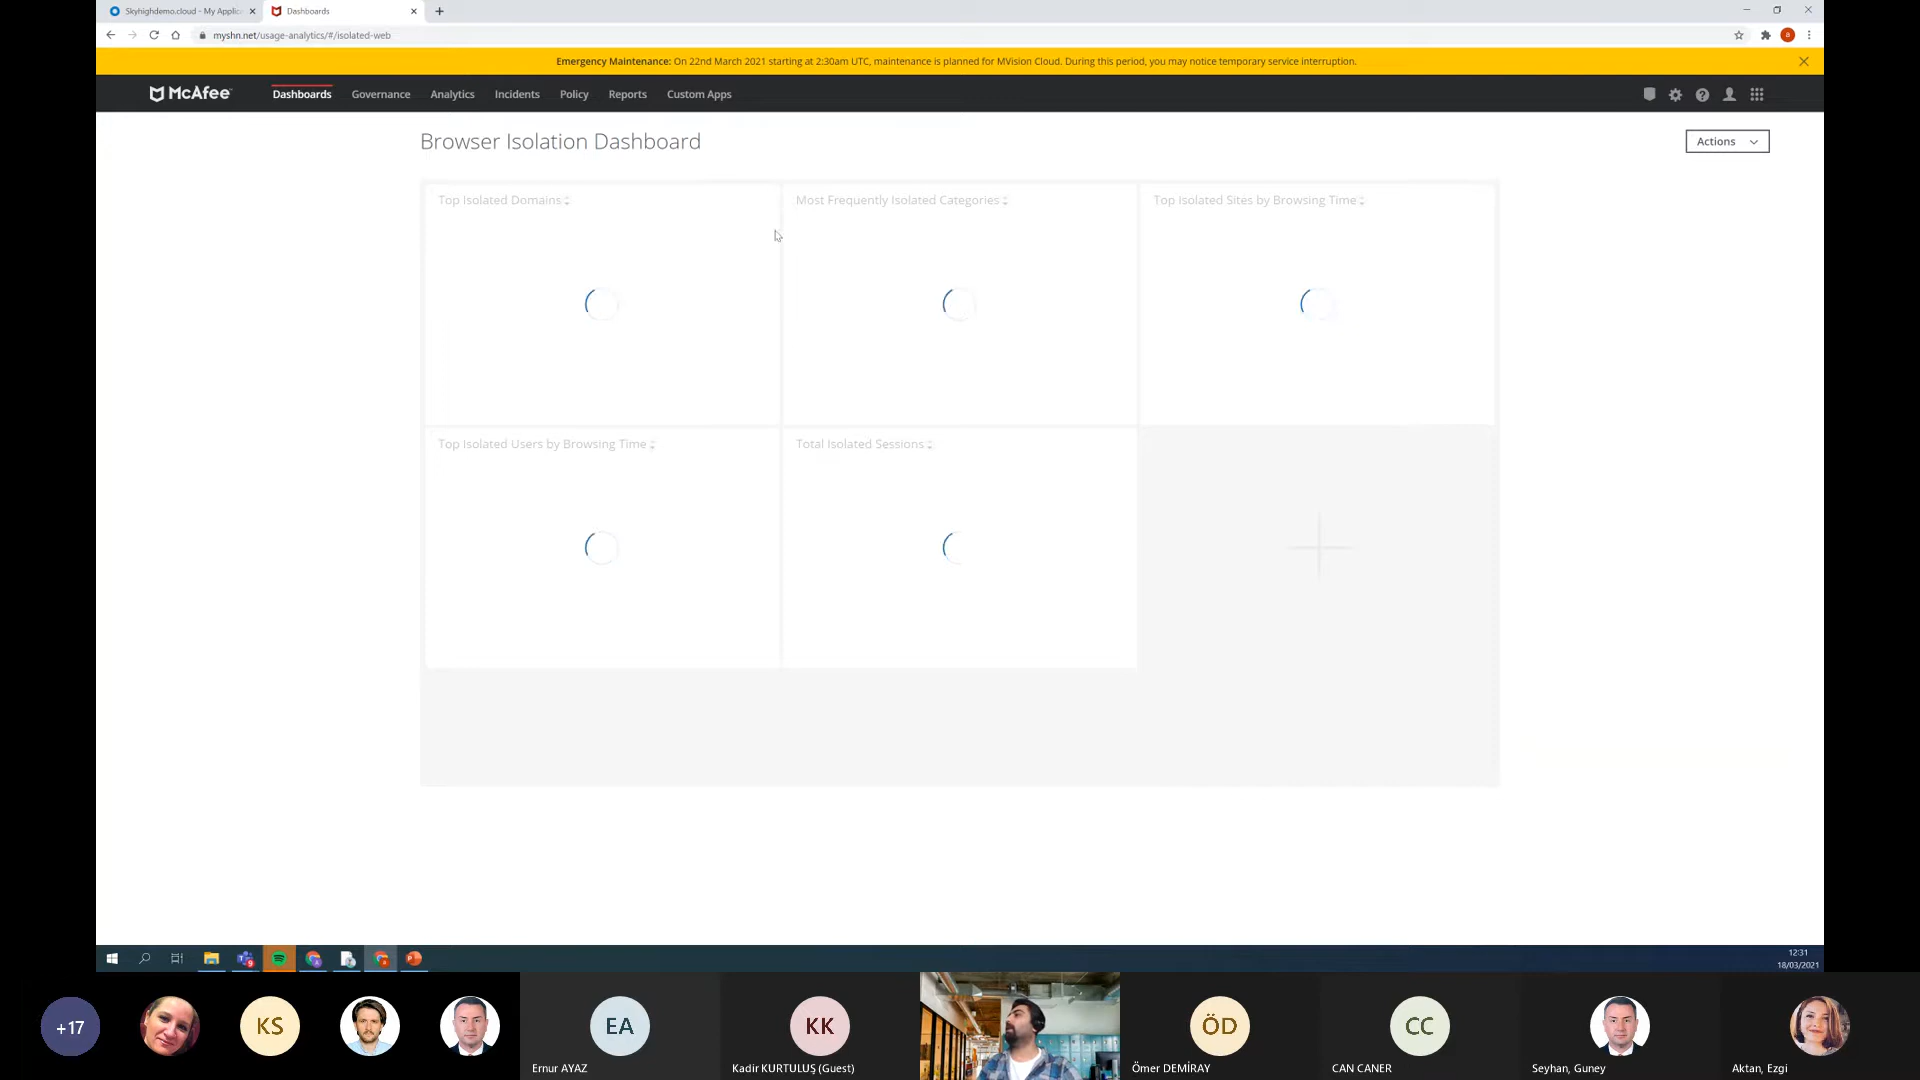 Skyhighdemo.cloud - My Applic
Dashboards
myshn.net/usage-analytics/#/isolated-web
Emergency Maintenance: On 22nd March 2021 starting at 2:30am UTC, maintenance is planned for MVision Cloud. During this period, you may notice temporary service interruption.
McAfee
Dashboards
Governance
Analytics
Incidents
Policy
Reports
Custom Apps
Browser Isolation Dashboard
Actions
Top Isolated Domains
Most Frequently Isolated Categories
Top Isolated Sites by Browsing Time
Top Isolated Users by Browsing Time
Total Isolated Sessions
12:31
18/03/2021
+17
KS
EA
KK
ÖD
CC
Ernur AYAZ
Kadir KURTULUŞ (Guest)
Ömer DEMİRAY
CAN CANER
Seyhan, Guney
Aktan, Ezgi